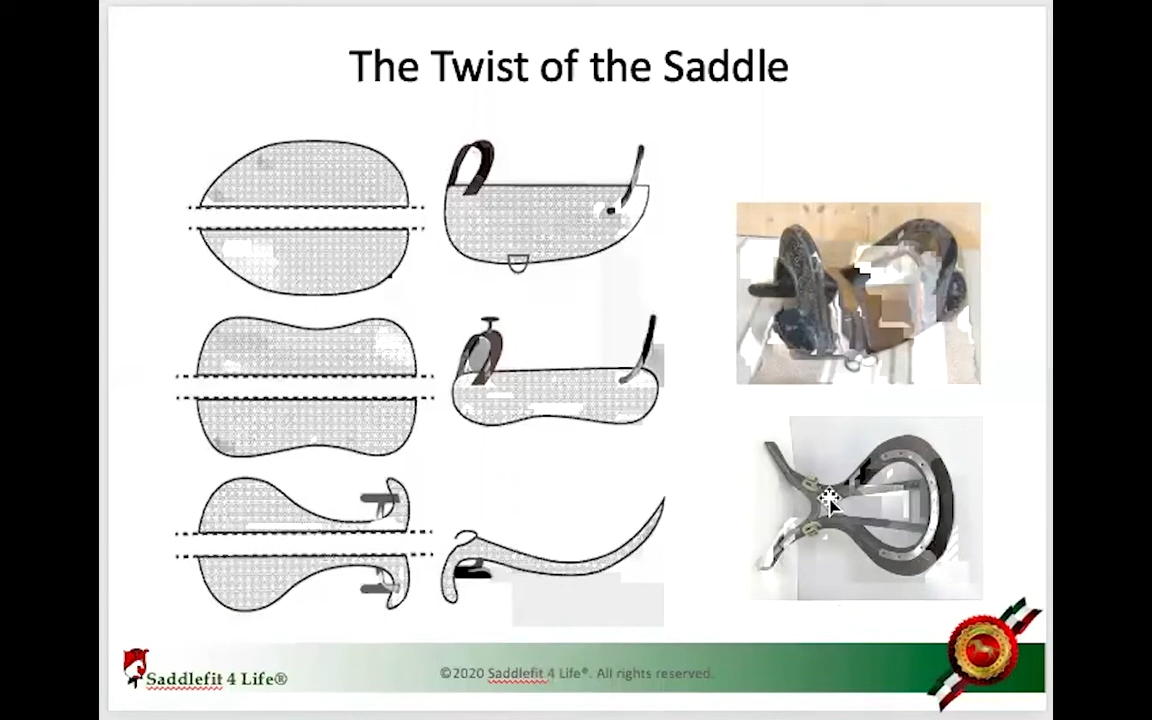 The Twist of the Saddle
Saddlefit 4 Life®
©2020 Saddlefit 4 Life®. All rights reserved.